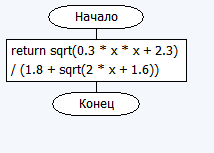 Начало
return sqrt(0.3 * x * x + 2.3)
/ (1.8 + sqrt(2 * x + 1.6))
Конец